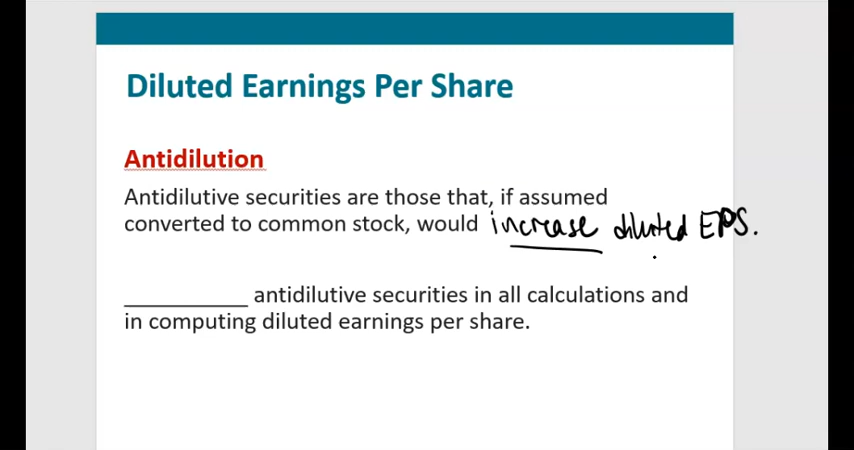 Diluted Earnings Per Share
Antidilution
Antidilutive securities are those that, if assumed
converted to common stock, would increase diluted EPS.
__________ antidilutive securities in all calculations and
in computing diluted earnings per share.